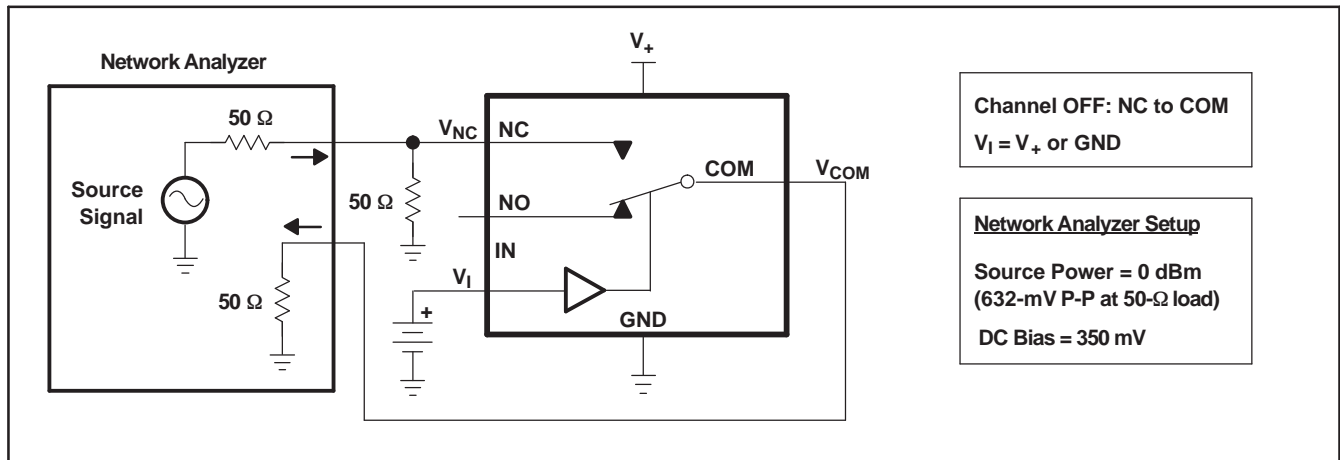 Network Analyzer
50 Ω
Source
Signal
50 Ω
50 Ω
V+
VNC
NC
NO
IN
VI
+
GND
COM
VCOM
Channel OFF: NC to COM
VI = V+ or GND
Network Analyzer Setup
Source Power = 0 dBm
(632-mV P-P at 50-Ω load)
DC Bias = 350 mV